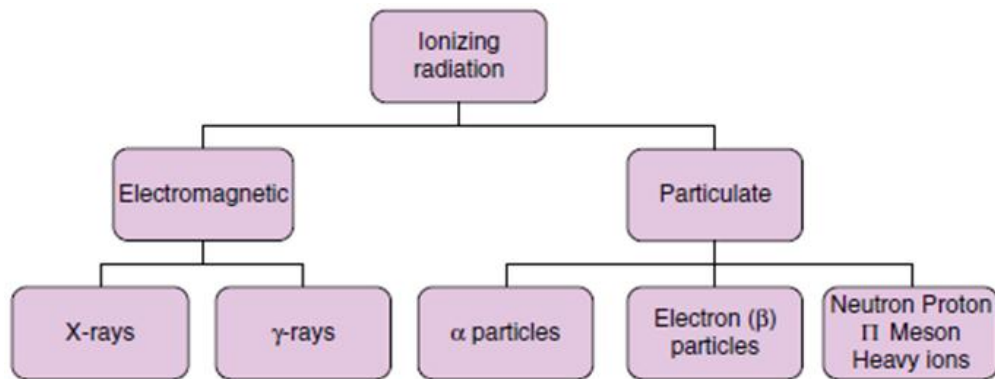 Ionizing
radiation
Electromagnetic
Particulate
X-rays
γ-rays
α particles
Electron (β)
particles
Neutron Proton
Π Meson
Heavy ions